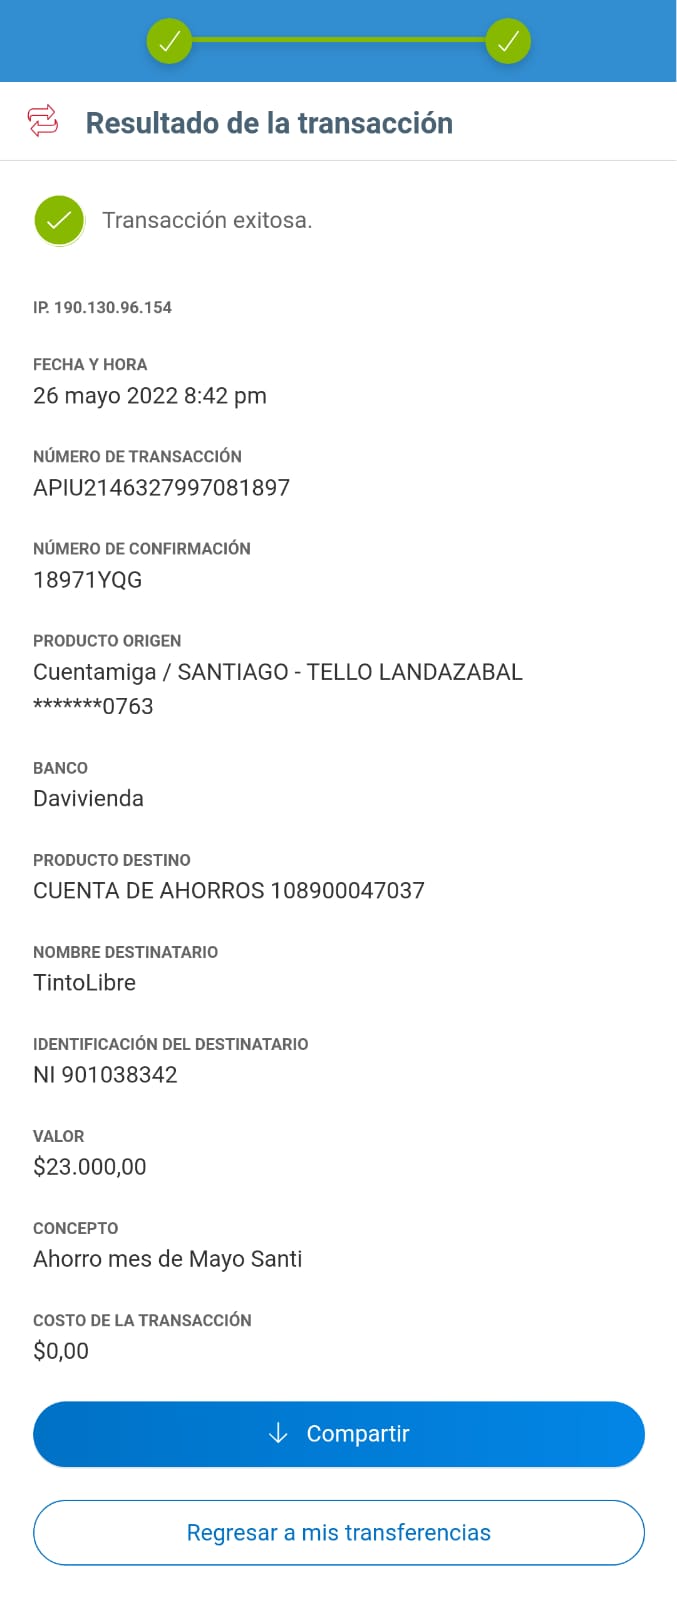 Resultado de la transacción
Transacción exitosa.
IP. 190.130.96.154
FECHA Y HORA
26 mayo 2022 8:42 pm
NÚMERO DE TRANSACCIÓN
APIU2146327997081897
NÚMERO DE CONFIRMACIÓN
18971YQG
PRODUCTO ORIGEN
Cuentamiga / SANTIAGO - TELLO LANDAZABAL
*******0763
BANCO
Davivienda
PRODUCTO DESTINO
CUENTA DE AHORROS 108900047037
NOMBRE DESTINATARIO
TintoLibre
IDENTIFICACIÓN DEL DESTINATARIO
NI 901038342
VALOR
$23.000,00
CONCEPTO
Ahorro mes de Mayo Santi
COSTO DE LA TRANSACCIÓN
$0,00
Compartir
Regresar a mis transferencias